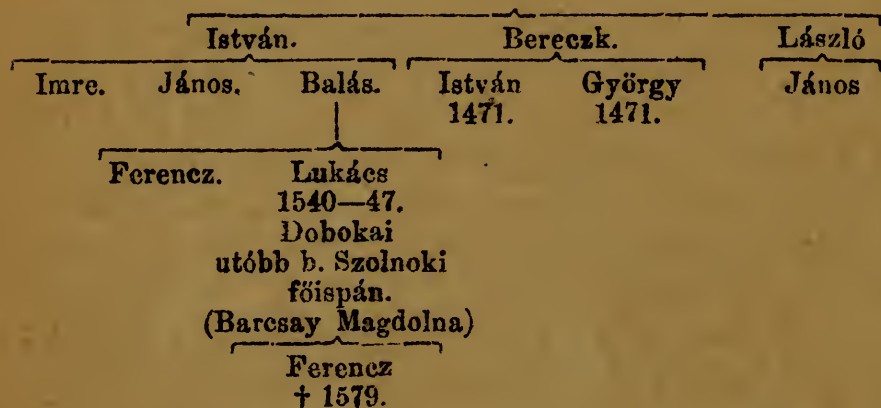 István. Bereczk. László
Imre. János. Balás. István György János
1471. 1471.
Ferencz. Lukács
1540—47.
Dobokai
utóbb b. Szolnoki
főispán.
(Barcsay Magdolna)
Ferencz
† 1579.